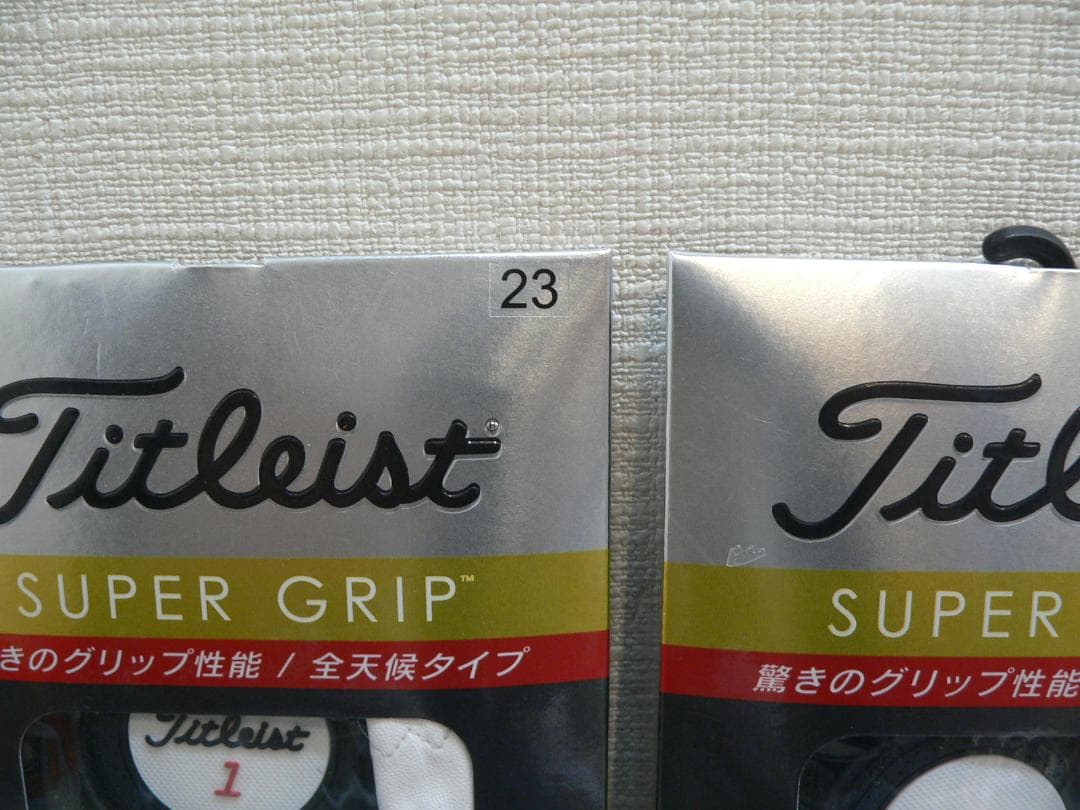 23
Titleist®
SUPER GRIP™
きのグリップ性能 / 全天候タイプ
Titleist
1
Titl
SUPER
驚きのグリップ性能